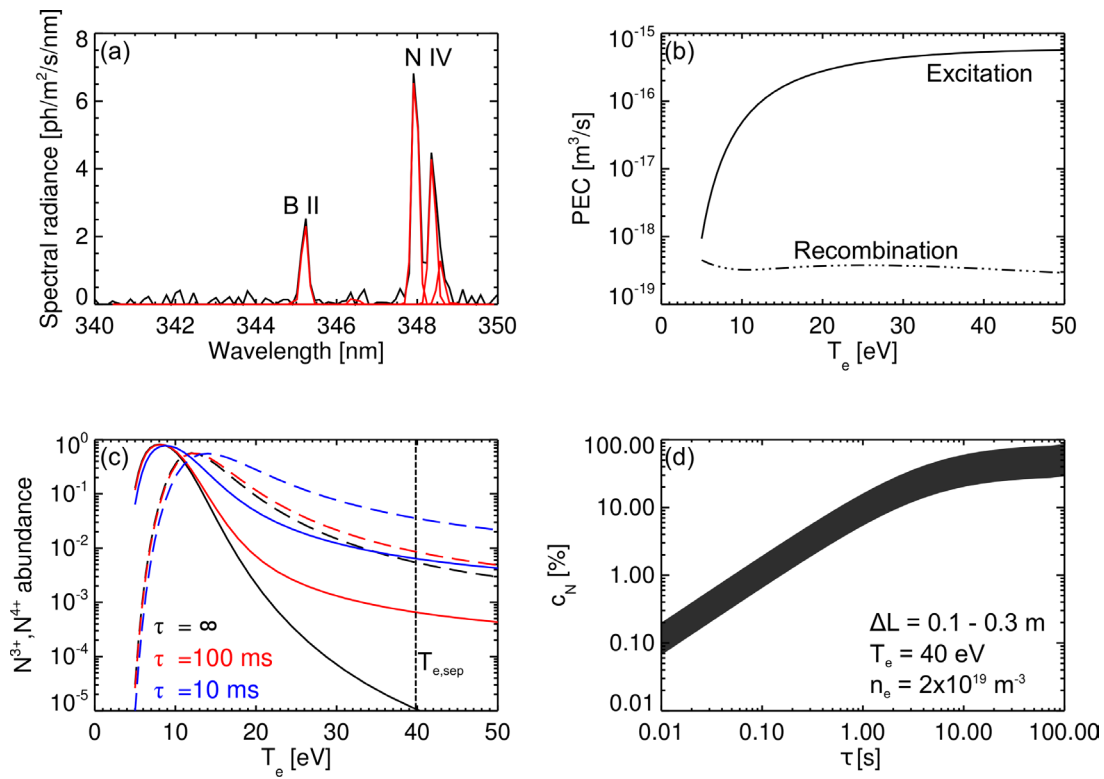 (a)
N IV
B II
Spectral radiance [ph/m²/s/nm]
8
6
4
2
0
340 342 344 346 348 350
Wavelength [nm]
(b)
Excitation
Recombination
PEC [m³/s]
10⁻¹⁵
10⁻¹⁶
10⁻¹⁷
10⁻¹⁸
10⁻¹⁹
0 10 20 30 40 50
Tₑ [eV]
(c)
N³⁺,N⁴⁺ abundance
10⁰
10⁻¹
10⁻²
10⁻³
10⁻⁴
10⁻⁵
τ = ∞
τ =100 ms
τ =10 ms
T_e,sep
0 10 20 30 40 50
Tₑ [eV]
(d)
c_N [%]
100.00
10.00
1.00
0.10
0.01
ΔL = 0.1 - 0.3 m
Tₑ = 40 eV
nₑ = 2x10¹⁹ m⁻³
0.01 0.10 1.00 10.00 100.00
τ [s]